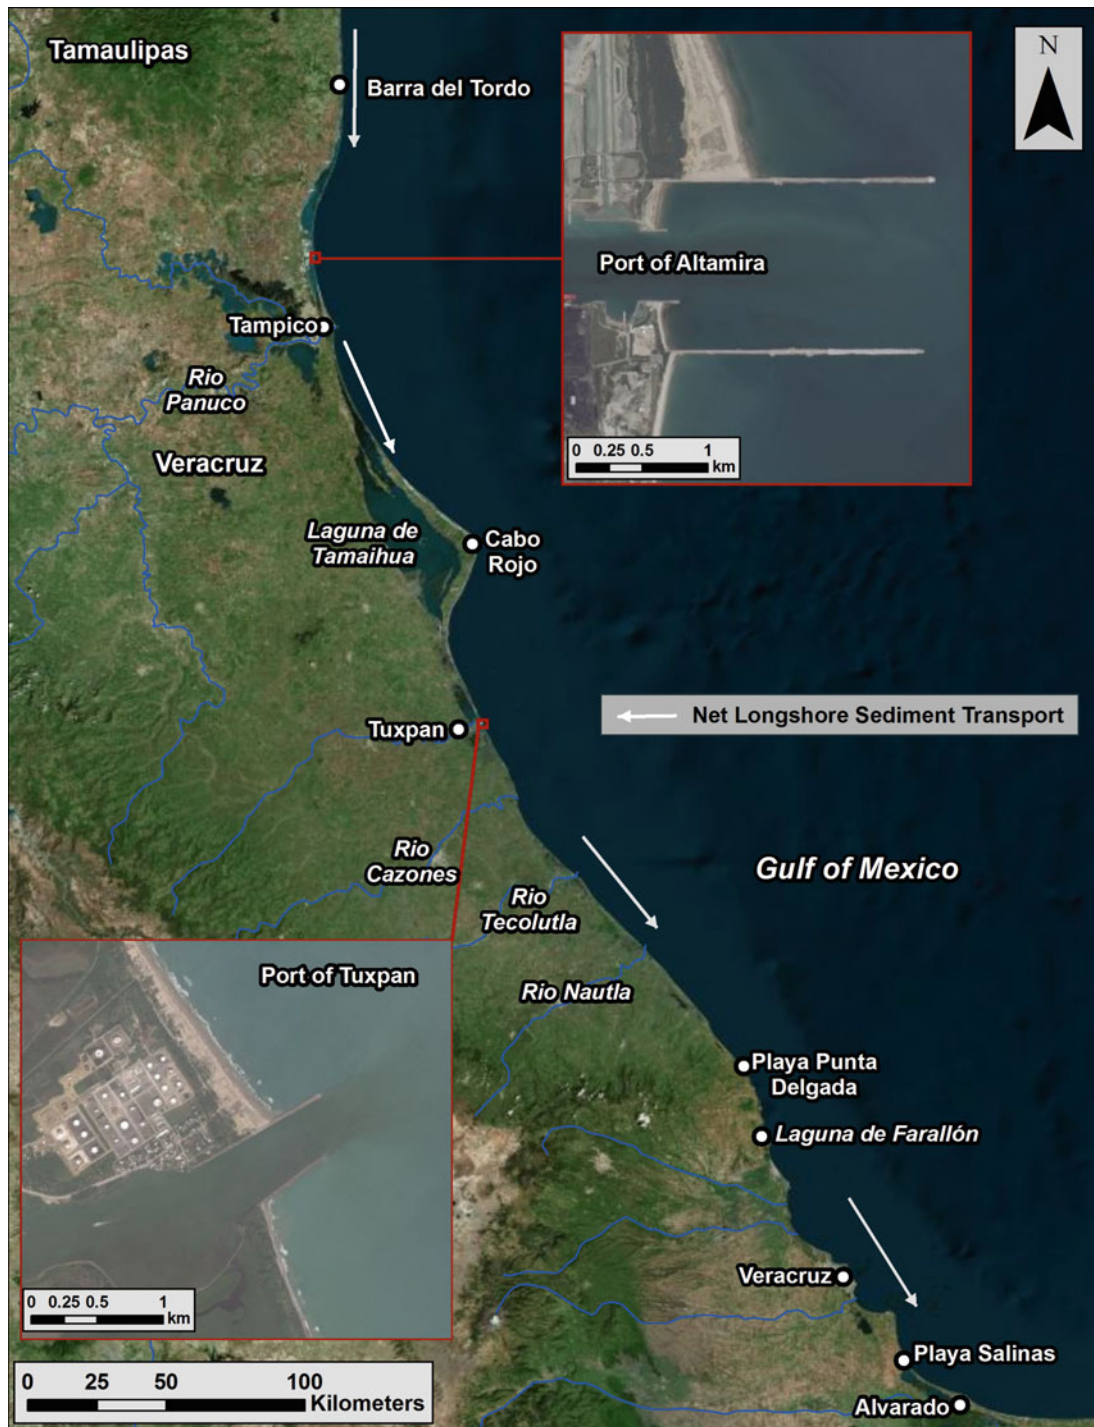 Tamaulipas
Barra del Tordo
N
Port of Altamira
0 0.25 0.5 1
km
Tampico
Rio
Panuco
Veracruz
Laguna de
Tamaihua
Cabo
Rojo
Net Longshore Sediment Transport
Tuxpan
Rio
Cazones
Gulf of Mexico
Rio
Tecolutla
Rio Nautla
Port of Tuxpan
0 0.25 0.5 1
km
Playa Punta
Delgada
Laguna de Farallón
Veracruz
Playa Salinas
Alvarado
0 25 50 100
Kilometers